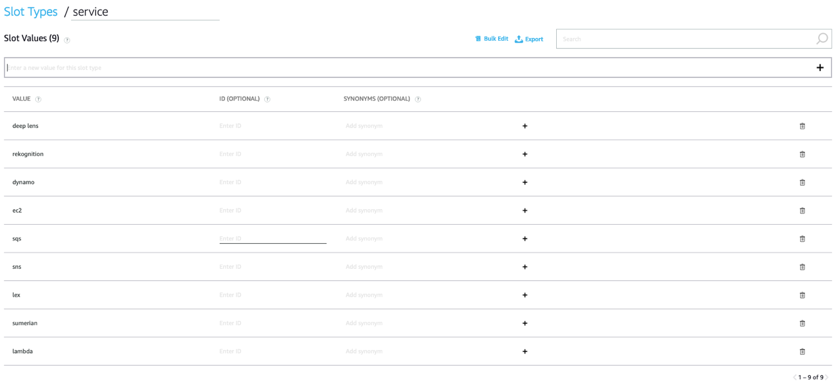 Slot Types / service
Slot Values (9) ?
Bulk Edit Export Search
Enter a new value for this slot type
VALUE ? ID (OPTIONAL) ? SYNONYMS (OPTIONAL) ?
deep lens Enter ID Add synonym +
rekognition Enter ID Add synonym +
dynamo Enter ID Add synonym +
ec2 Enter ID Add synonym +
sqs Enter ID Add synonym +
sns Enter ID Add synonym +
lex Enter ID Add synonym +
sumerian Enter ID Add synonym +
lambda Enter ID Add synonym +
< 1 – 9 of 9 >